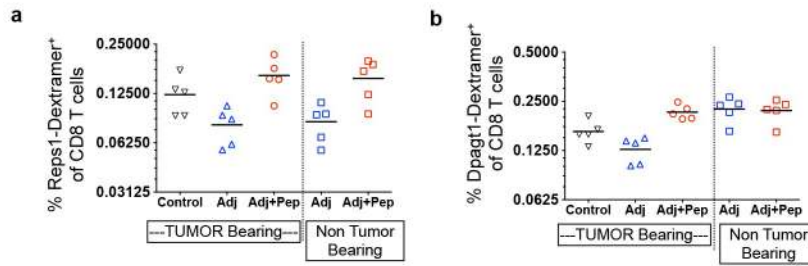 a
% Reps1-Dextramer+
of CD8 T cells
0.25000
0.12500
0.06250
0.03125
Control Adj Adj+Pep Adj Adj+Pep
---TUMOR Bearing---
Non Tumor
Bearing
b
% Dpagt1-Dextramer+
of CD8 T cells
0.5000
0.2500
0.1250
0.0625
Control Adj Adj+Pep Adj Adj+Pep
---TUMOR Bearing---
Non Tumor
Bearing